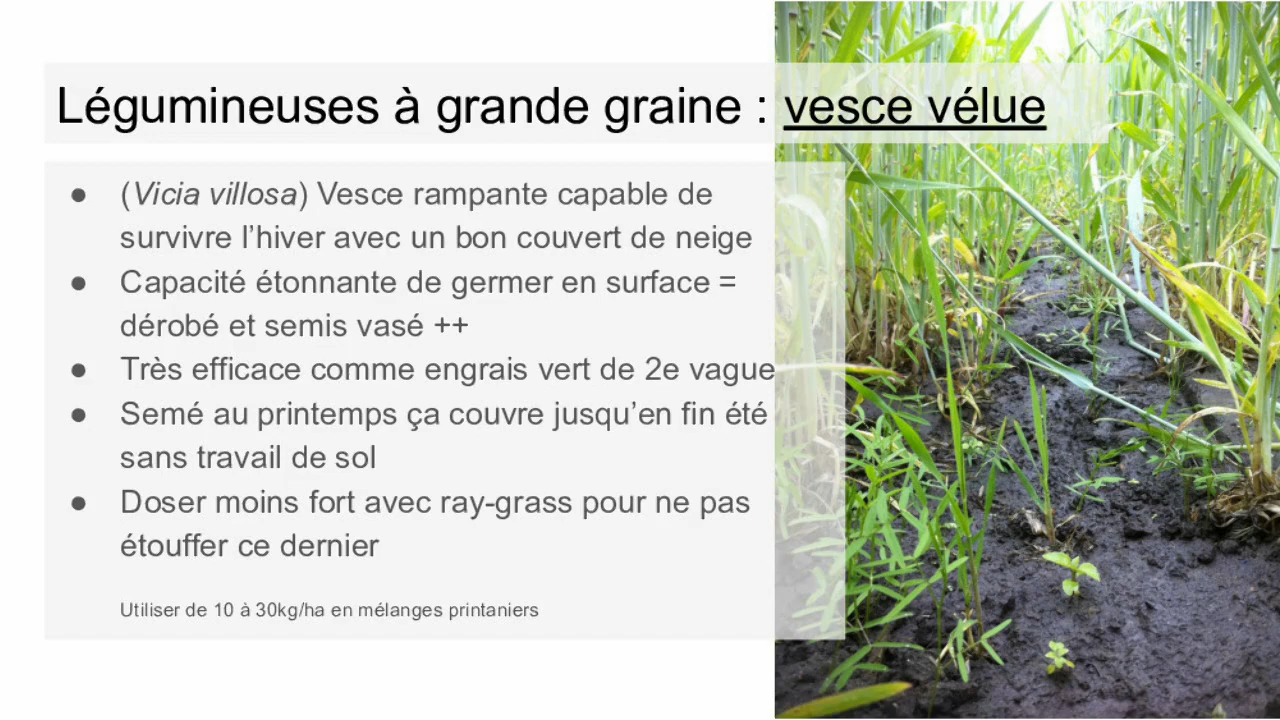 Légumineuses à grande graine : vesce vélue
● (Vicia villosa) Vesce rampante capable de
survivre l’hiver avec un bon couvert de neige
● Capacité étonnante de germer en surface =
dérobé et semis vasé ++
● Très efficace comme engrais vert de 2e vague
● Semé au printemps ça couvre jusqu’en fin été
sans travail de sol
● Doser moins fort avec ray-grass pour ne pas
étouffer ce dernier
Utiliser de 10 à 30kg/ha en mélanges printaniers